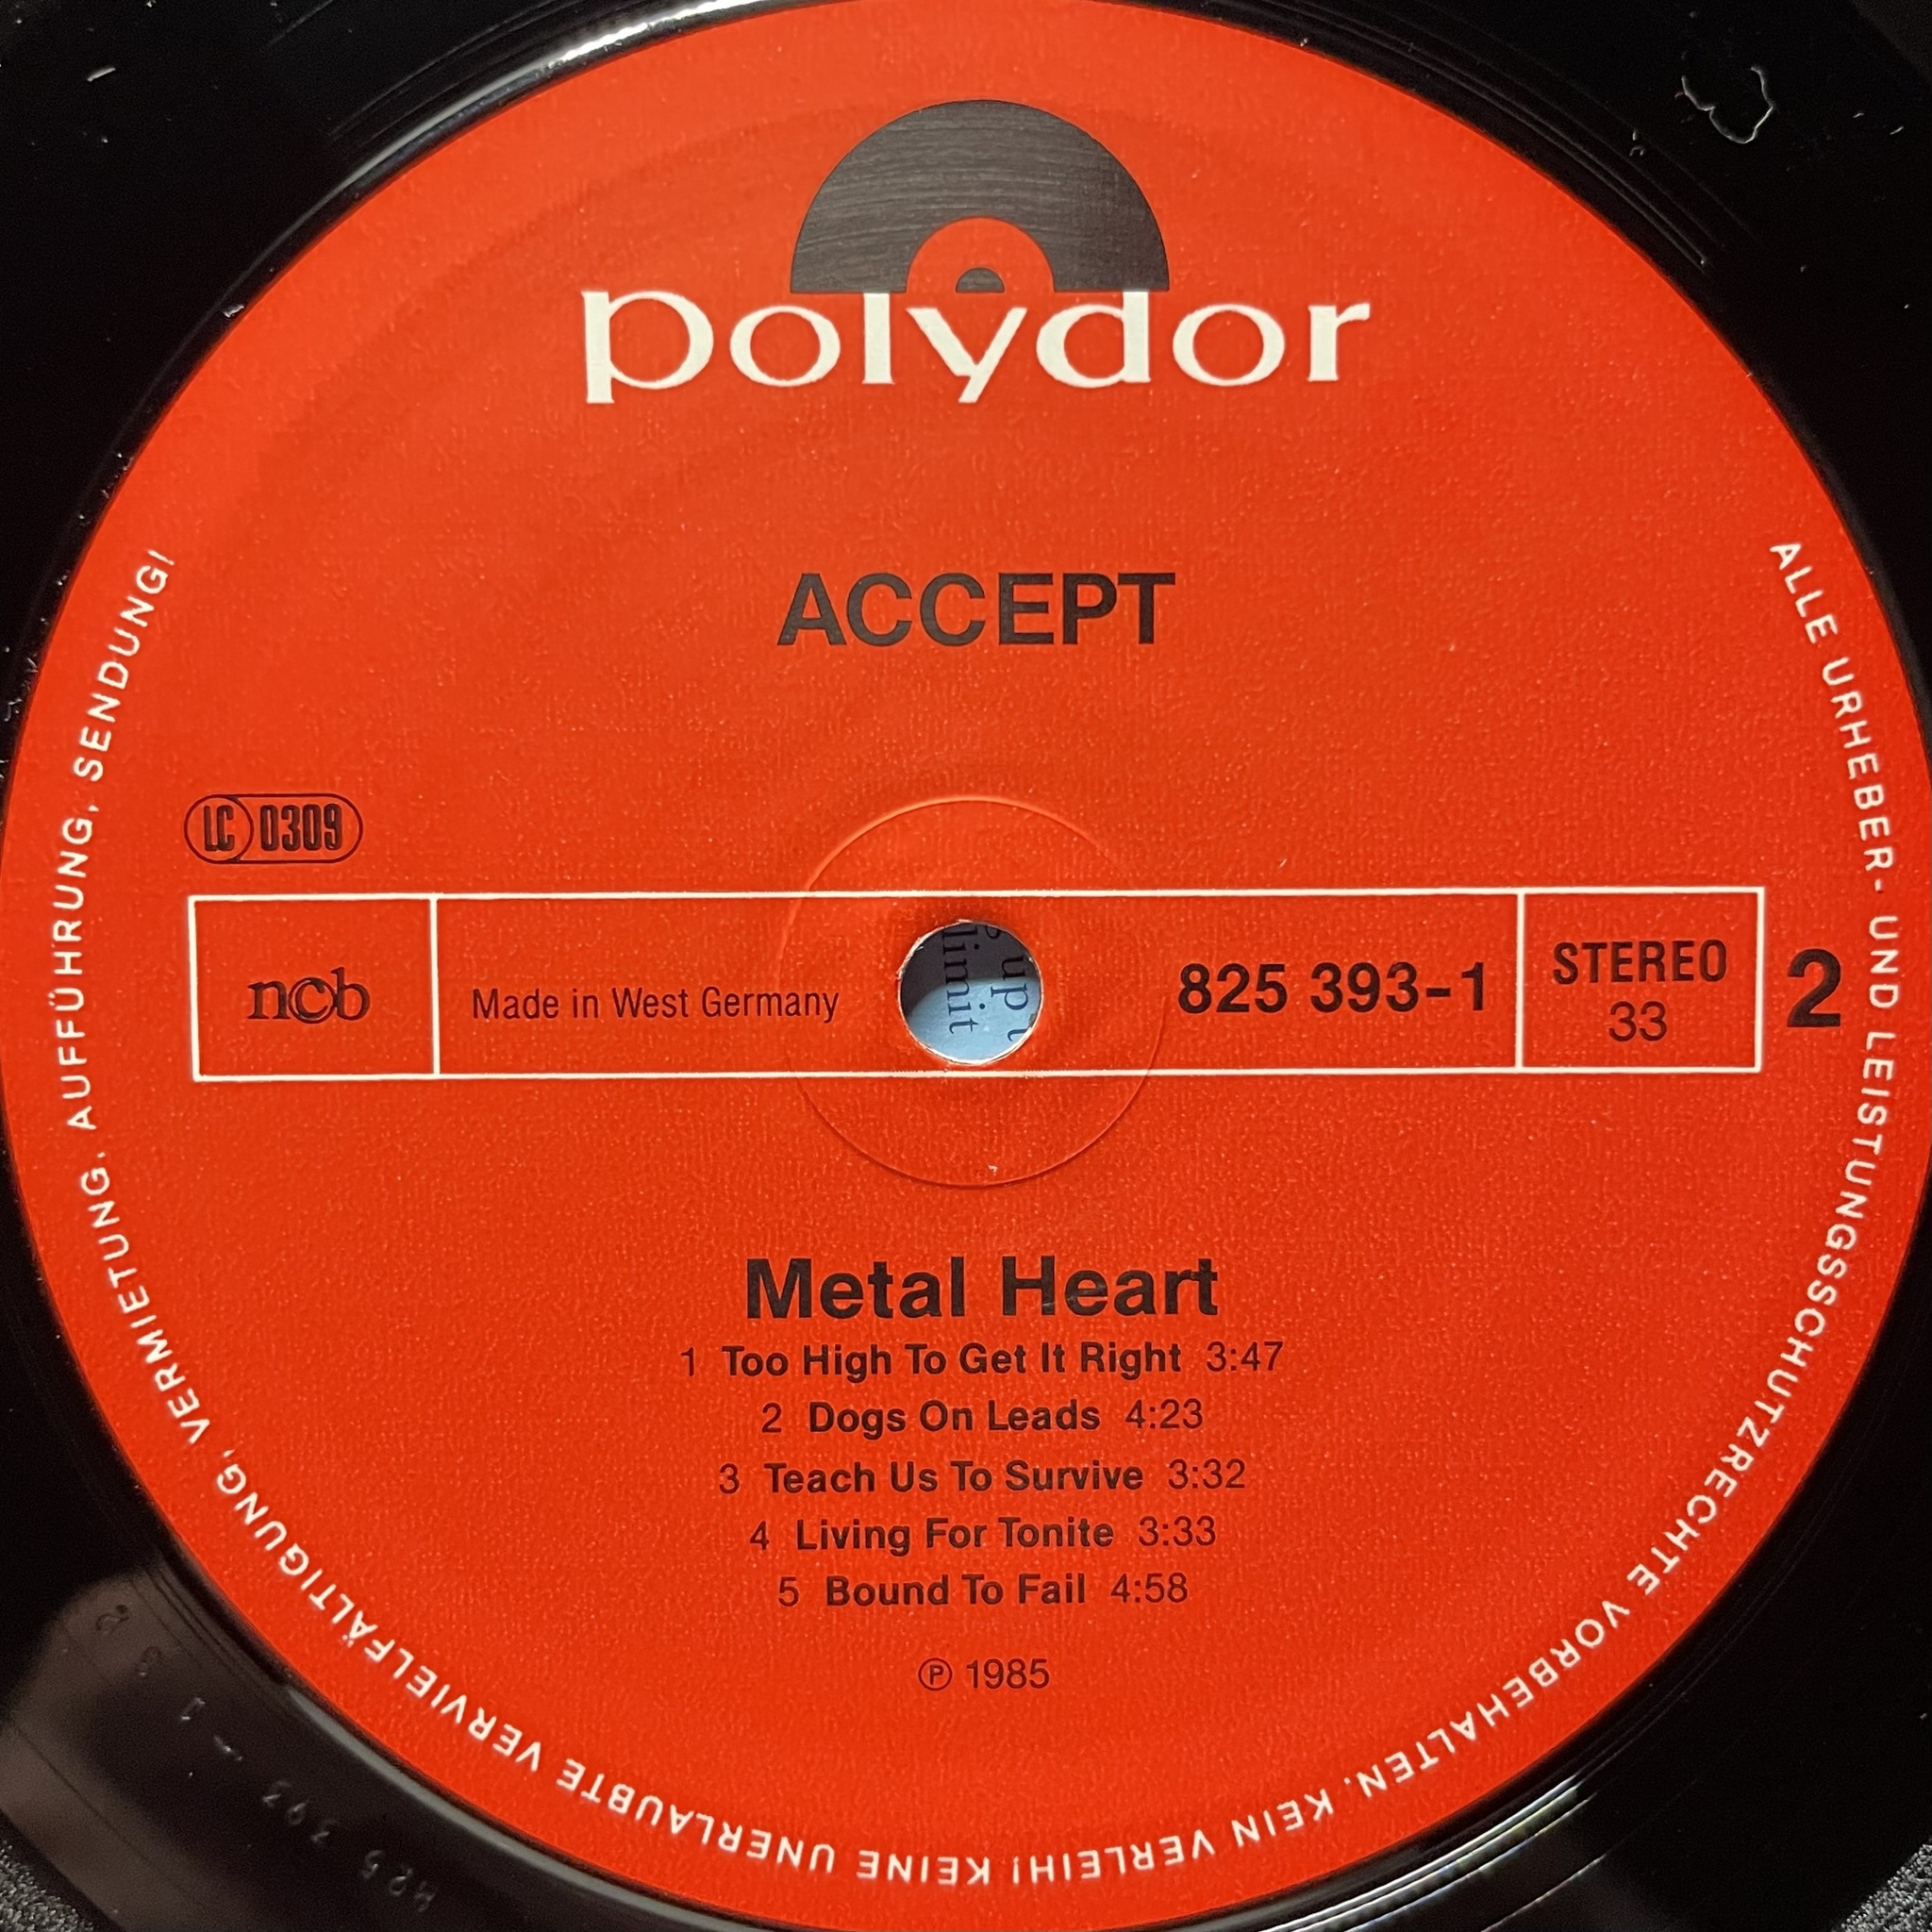 polydor
ACCEPT
LC 0309
ncb
Made in West Germany
825 393-1
STEREO
33
2
Metal Heart
1 Too High To Get It Right 3:47
2 Dogs On Leads 4:23
3 Teach Us To Survive 3:32
4 Living For Tonite 3:33
5 Bound To Fail 4:58
℗ 1985
ALLE URHEBER- UND LEISTUNGSSCHUTZRECHTE VORBEHALTEN. KEIN VERLEIH! KEINE UNERLAUBTE VERVIELFÄLTIGUNG, VERMIETUNG, AUFFÜHRUNG, SENDUNG!
up
limit